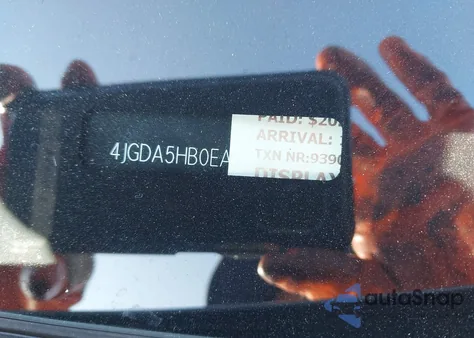 PAID: $20
4JGDA5HB0EA
ARRIVAL:
TXN NR:9390
DISPLAY
autoSnap